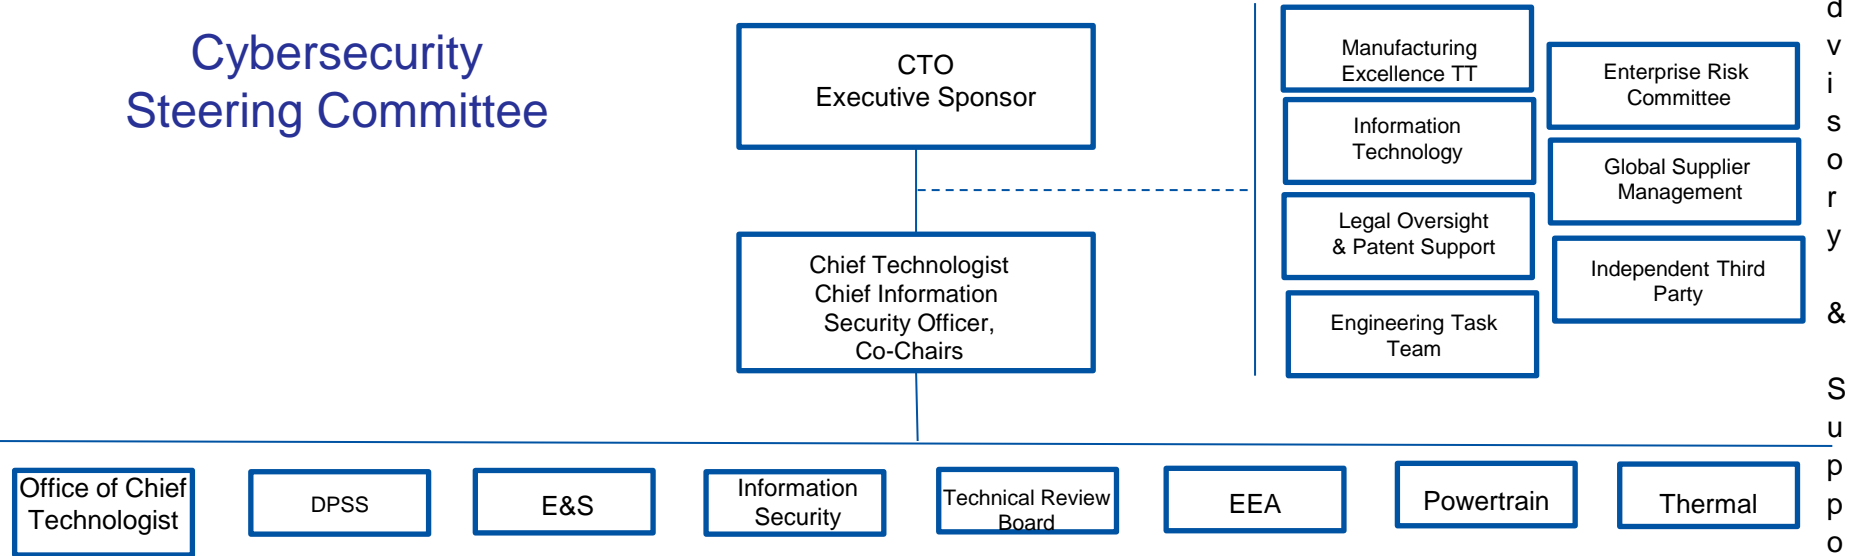 Cybersecurity
Steering Committee
CTO
Executive Sponsor
Chief Technologist
Chief Information
Security Officer,
Co-Chairs
Manufacturing
Excellence TT
Information
Technology
Legal Oversight
& Patent Support
Engineering Task
Team
Enterprise Risk
Committee
Global Supplier
Management
Independent Third
Party
d
v
i
s
o
r
y
&
S
u
p
p
o
Office of Chief
Technologist
DPSS
E&S
Information
Security
Technical Review
Board
EEA
Powertrain
Thermal